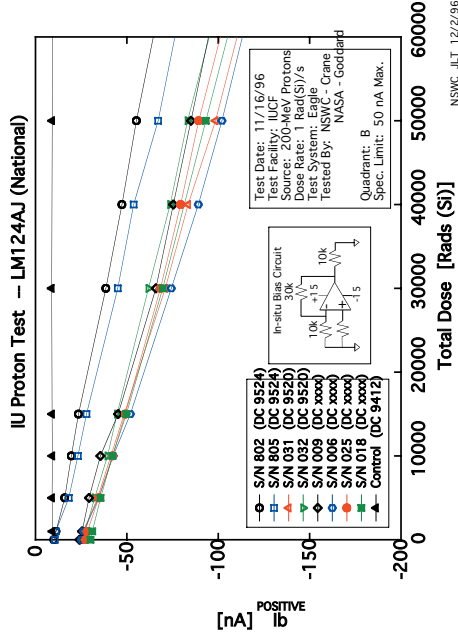 IU Proton Test -- LM124AJ (National)
0
-50
-100
-150
-200
[nA] Ib POSITIVE
0
10000
20000
30000
40000
50000
60000
Total Dose [Rads (Si)]
S/N 802 (DC 9524)
S/N 805 (DC 9524)
S/N 031 (DC 9520)
S/N 032 (DC 9520)
S/N 009 (DC xxxx)
S/N 006 (DC xxxx)
S/N 025 (DC xxxx)
S/N 018 (DC xxxx)
Control (DC 9412)
In-situ Bias Circuit
30k
10k
+15
-15
10k
−
+
Test Date: 11/16/96
Test Facility: IUCF
Source: 200-MeV Protons
Dose Rate: 1 Rad(Si)/s
Test System: Eagle
Tested By: NSWC - Crane
NASA - Goddard
Quadrant: B
Spec. Limit: 50 nA Max.
NSWC JLT 12/2/96